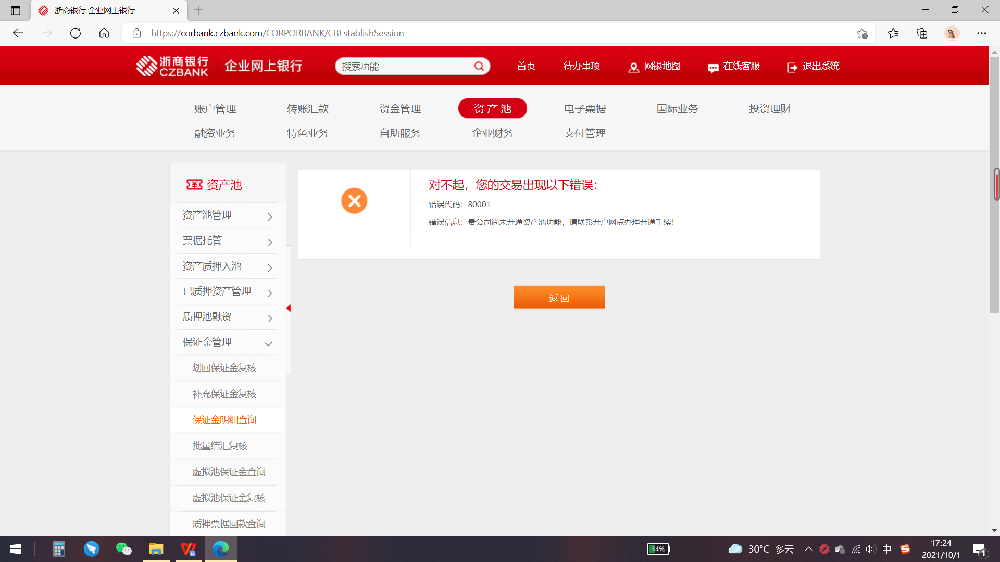 浙商银行 企业网上银行
https://corbank.czbank.com/CORPORBANK/CBEstablishSession
浙商银行
CZBANK
企业网上银行
搜索功能
首页
待办事项
网银地图
在线客服
退出系统
账户管理
转账汇款
资金管理
资产池
电子票据
国际业务
投资理财
融资业务
特色业务
自助服务
企业财务
支付管理
资产池
资产池管理
票据托管
资产质押入池
已质押资产管理
质押池融资
保证金管理
划回保证金复核
补充保证金复核
保证金明细查询
批量结汇复核
虚拟池保证金查询
虚拟池保证金复核
质押票据回款查询
对不起，您的交易出现以下错误：
错误代码：80001
错误信息：贵公司尚未开通资产池功能，请联系开户网点办理开通手续！
返回
34%
30°C 多云
中
17:24
2021/10/1
1